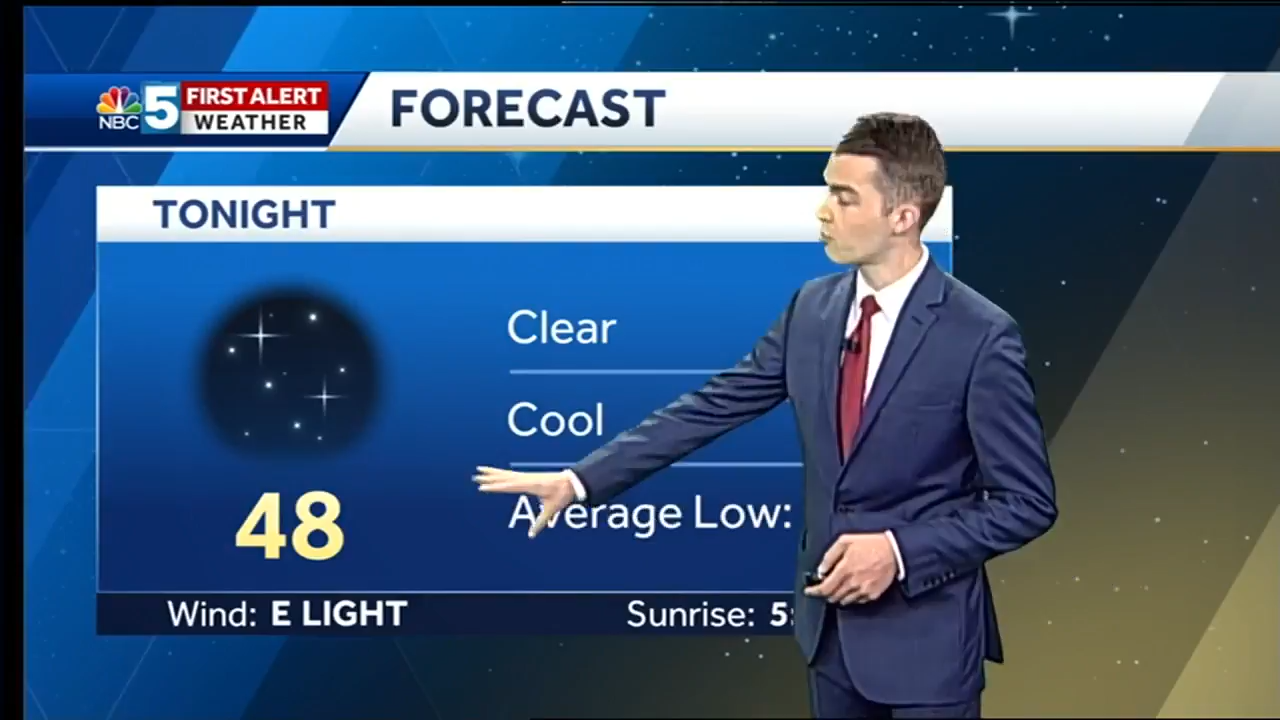 NBC 5 FIRST ALERT WEATHER
FORECAST
TONIGHT
Clear
Cool
48
Average Low:
Wind: E LIGHT
Sunrise: 5: